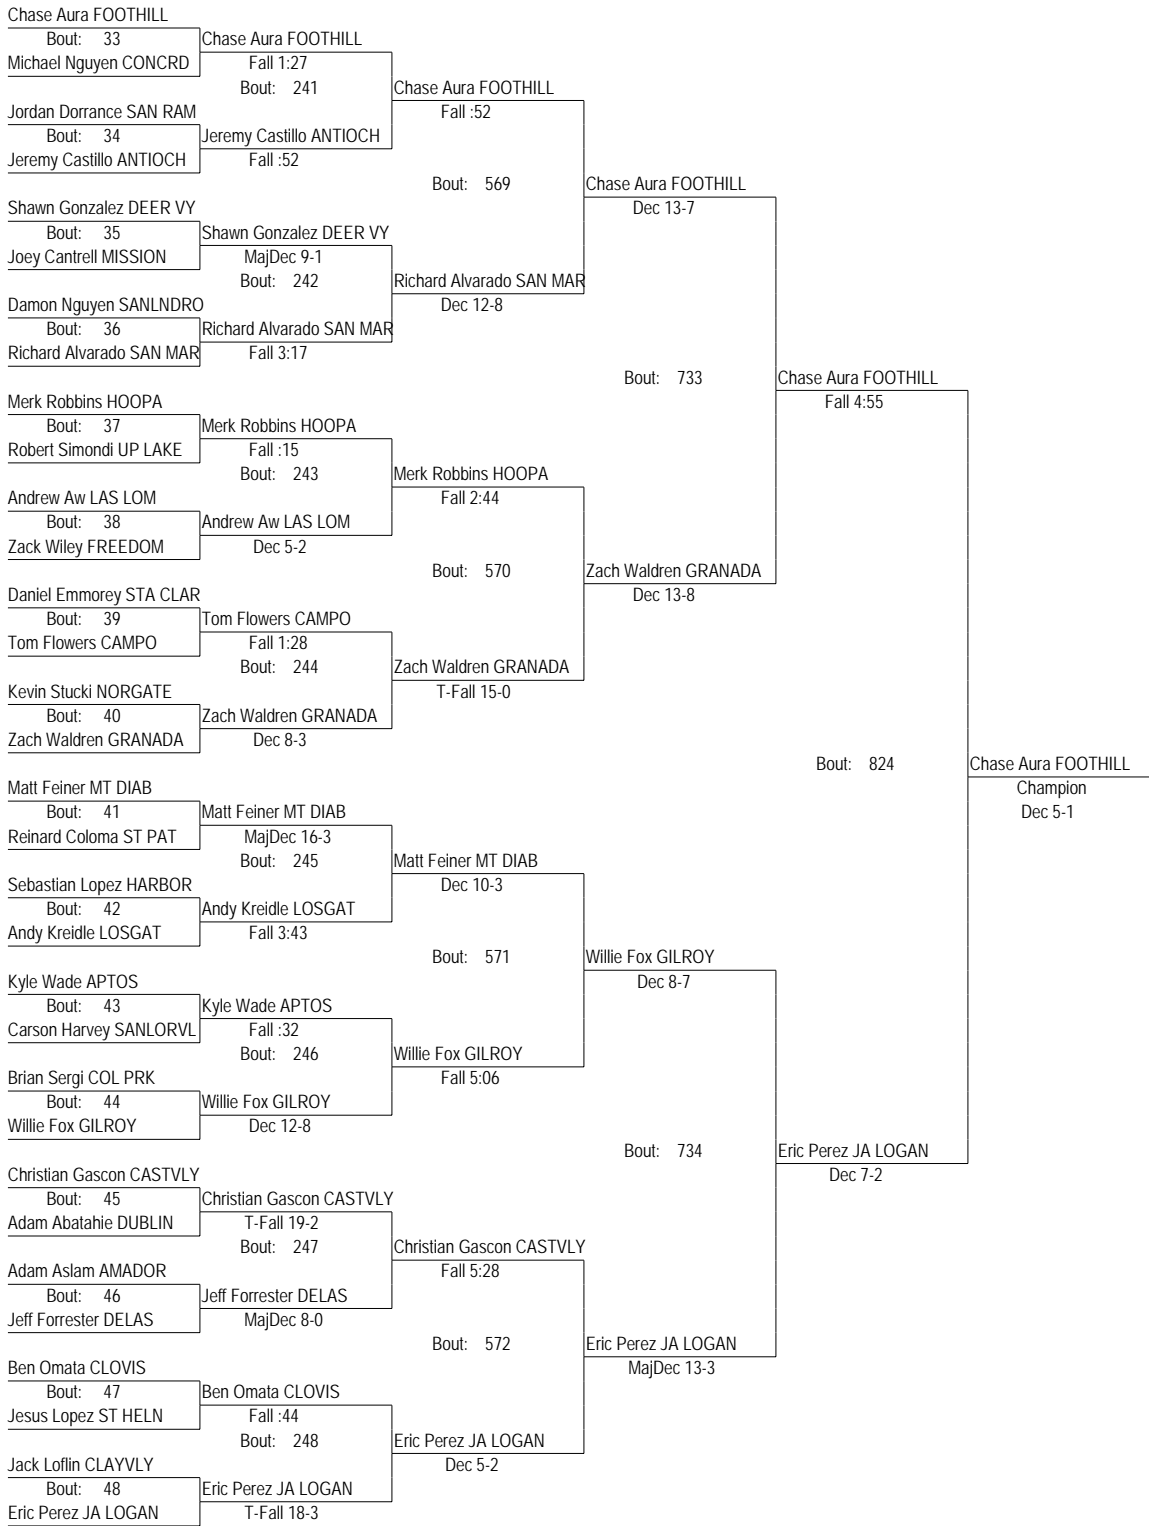 Chase Aura FOOTHILL
Bout: 33
Chase Aura FOOTHILL
Michael Nguyen CONCRD
Fall 1:27
Bout: 241
Chase Aura FOOTHILL
Jordan Dorrance SAN RAM
Fall :52
Bout: 34
Jeremy Castillo ANTIOCH
Jeremy Castillo ANTIOCH
Fall :52
Bout: 569
Chase Aura FOOTHILL
Shawn Gonzalez DEER VY
Dec 13-7
Bout: 35
Shawn Gonzalez DEER VY
Joey Cantrell MISSION
MajDec 9-1
Bout: 242
Richard Alvarado SAN MAR
Damon Nguyen SANLNDRO
Dec 12-8
Bout: 36
Richard Alvarado SAN MAR
Richard Alvarado SAN MAR
Fall 3:17
Bout: 733
Chase Aura FOOTHILL
Merk Robbins HOOPA
Fall 4:55
Bout: 37
Merk Robbins HOOPA
Robert Simondi UP LAKE
Fall :15
Bout: 243
Merk Robbins HOOPA
Andrew Aw LAS LOM
Fall 2:44
Bout: 38
Andrew Aw LAS LOM
Zack Wiley FREEDOM
Dec 5-2
Bout: 570
Zach Waldren GRANADA
Daniel Emmorey STA CLAR
Dec 13-8
Bout: 39
Tom Flowers CAMPO
Tom Flowers CAMPO
Fall 1:28
Bout: 244
Zach Waldren GRANADA
Kevin Stucki NORGATE
T-Fall 15-0
Bout: 40
Zach Waldren GRANADA
Zach Waldren GRANADA
Dec 8-3
Bout: 824
Chase Aura FOOTHILL
Matt Feiner MT DIAB
Champion
Bout: 41
Matt Feiner MT DIAB
Dec 5-1
Reinard Coloma ST PAT
MajDec 16-3
Bout: 245
Matt Feiner MT DIAB
Sebastian Lopez HARBOR
Dec 10-3
Bout: 42
Andy Kreidle LOSGAT
Andy Kreidle LOSGAT
Fall 3:43
Bout: 571
Willie Fox GILROY
Kyle Wade APTOS
Dec 8-7
Bout: 43
Kyle Wade APTOS
Carson Harvey SANLORVL
Fall :32
Bout: 246
Willie Fox GILROY
Brian Sergi COL PRK
Fall 5:06
Bout: 44
Willie Fox GILROY
Willie Fox GILROY
Dec 12-8
Bout: 734
Eric Perez JA LOGAN
Christian Gascon CASTVLY
Dec 7-2
Bout: 45
Christian Gascon CASTVLY
Adam Abatahie DUBLIN
T-Fall 19-2
Bout: 247
Christian Gascon CASTVLY
Adam Aslam AMADOR
Fall 5:28
Bout: 46
Jeff Forrester DELAS
Jeff Forrester DELAS
MajDec 8-0
Bout: 572
Eric Perez JA LOGAN
Ben Omata CLOVIS
MajDec 13-3
Bout: 47
Ben Omata CLOVIS
Jesus Lopez ST HELN
Fall :44
Bout: 248
Eric Perez JA LOGAN
Jack Loflin CLAYVLY
Dec 5-2
Bout: 48
Eric Perez JA LOGAN
Eric Perez JA LOGAN
T-Fall 18-3